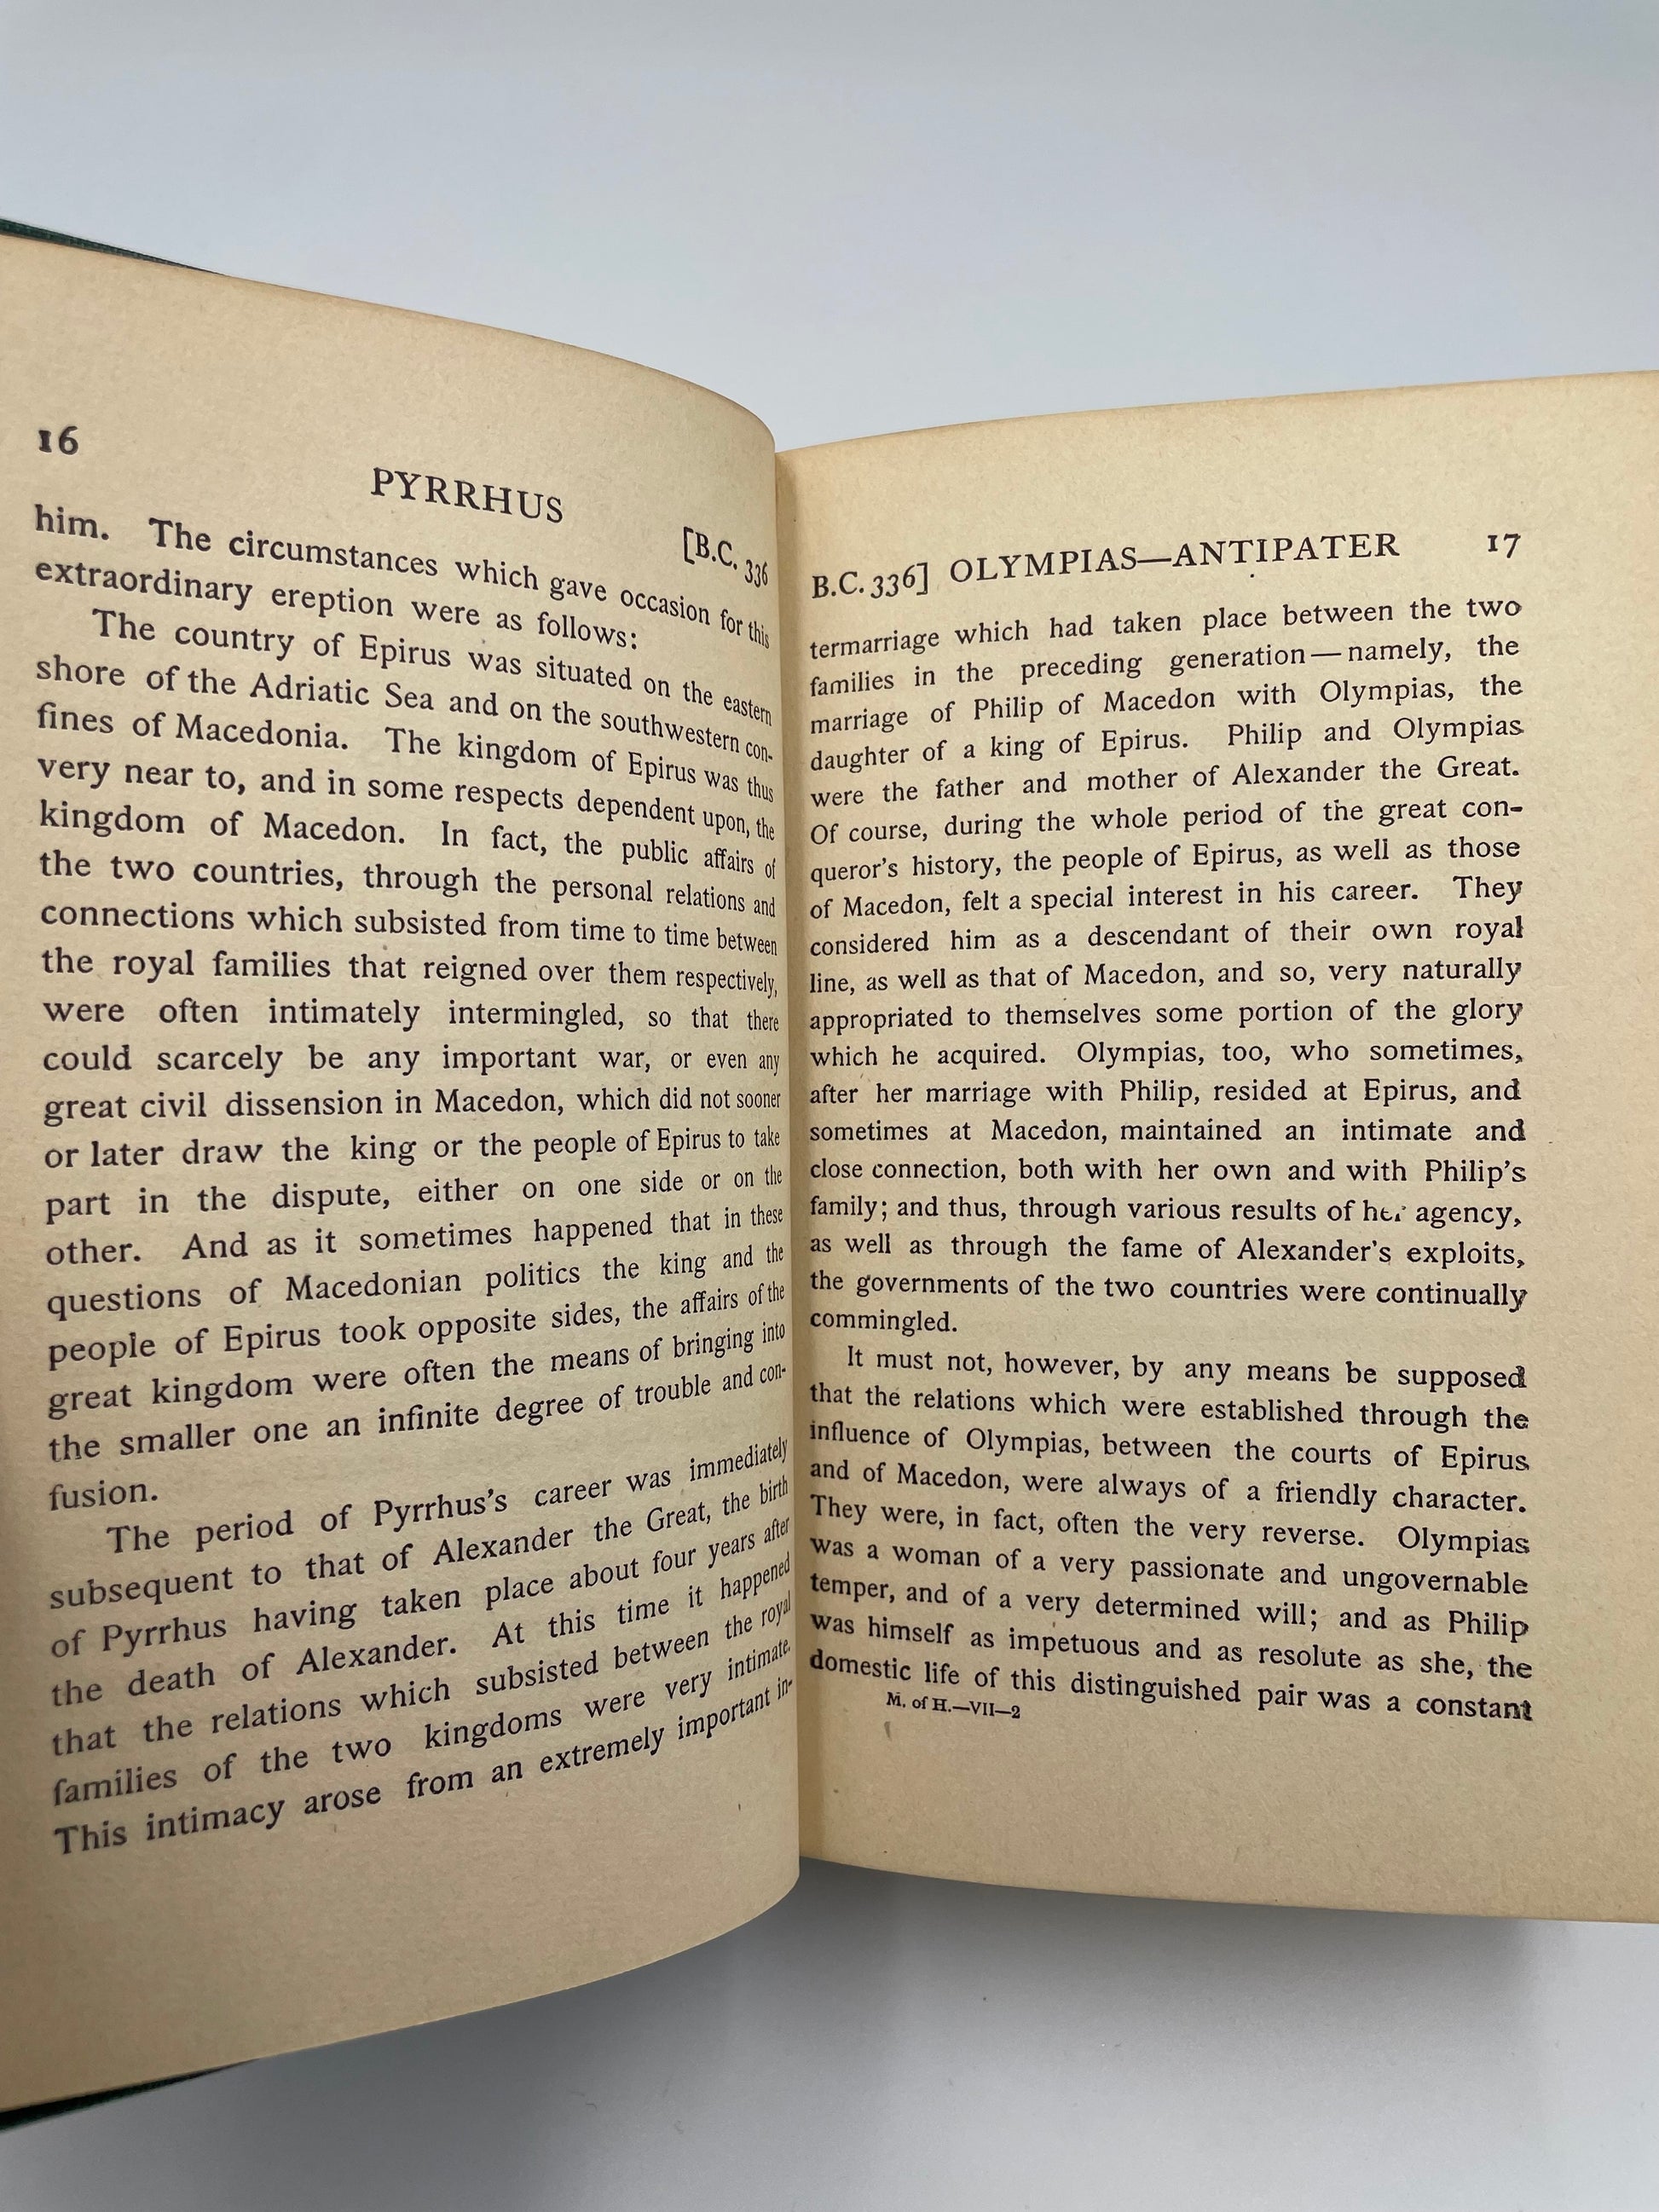 16
PYRRHUS
[B.C. 336
him. The circumstances which gave occasion for this
extraordinary ereption were as follows:
The country of Epirus was situated on the eastern
shore of the Adriatic Sea and on the southwestern con-
fines of Macedonia. The kingdom of Epirus was thus
very near to, and in some respects dependent upon, the
kingdom of Macedon. In fact, the public affairs of
the two countries, through the personal relations and
connections which subsisted from time to time between
the royal families that reigned over them respectively,
were often intimately intermingled, so that there
could scarcely be any important war, or even any
great civil dissension in Macedon, which did not sooner
or later draw the king or the people of Epirus to take
part in the dispute, either on one side or on the
other. And as it sometimes happened that in these
questions of Macedonian politics the king and the
people of Epirus took opposite sides, the affairs of the
great kingdom were often the means of bringing into
the smaller one an infinite degree of trouble and con-
fusion.
The period of Pyrrhus's career was immediately
subsequent to that of Alexander the Great, the birth
of Pyrrhus having taken place about four years after
the death of Alexander. At this time it happened
that the relations which subsisted between the royal
families of the two kingdoms were very intimate.
This intimacy arose from an extremely important in-
B.C. 336] OLYMPIAS—ANTIPATER 17
termarriage which had taken place between the two
families in the preceding generation—namely, the
marriage of Philip of Macedon with Olympias, the
daughter of a king of Epirus. Philip and Olympias
were the father and mother of Alexander the Great.
Of course, during the whole period of the great con-
queror's history, the people of Epirus, as well as those
of Macedon, felt a special interest in his career. They
considered him as a descendant of their own royal
line, as well as that of Macedon, and so, very naturally
appropriated to themselves some portion of the glory
which he acquired. Olympias, too, who sometimes,
after her marriage with Philip, resided at Epirus, and
sometimes at Macedon, maintained an intimate and
close connection, both with her own and with Philip's
family; and thus, through various results of her agency,
as well as through the fame of Alexander's exploits,
the governments of the two countries were continually
commingled.
It must not, however, by any means be supposed
that the relations which were established through the
influence of Olympias, between the courts of Epirus
and of Macedon, were always of a friendly character.
They were, in fact, often the very reverse. Olympias
was a woman of a very passionate and ungovernable
temper, and of a very determined will; and as Philip
was himself as impetuous and as resolute as she, the
domestic life of this distinguished pair was a constant
M. of H.—VII—2